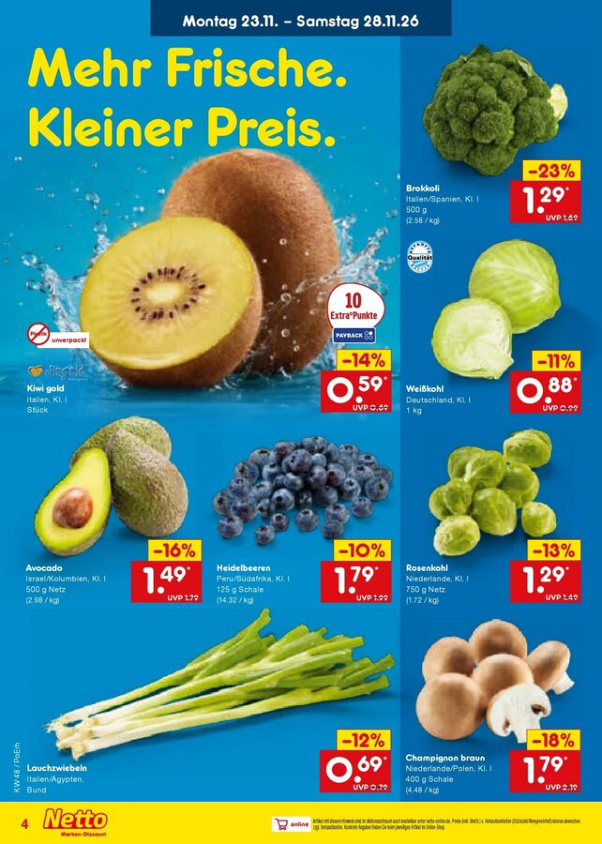 Montag 23.11. – Samstag 28.11.26
Mehr Frische.
Kleiner Preis.
-23%
Brokkoli
Italien/Spanien, Kl. I
500 g
(2.58 / kg)
1.29*
UVP 1.69
Qualität
10
Extra°Punkte
PAYBACK
Plastik
unverpackt
-14%
Kiwi gold
Italien, Kl. I
Stück
0.59*
UVP 0.69
-11%
Weißkohl
Deutschland, Kl. I
1 kg
0.88*
UVP 0.99
-16%
Avocado
Israel/Kolumbien, Kl. I
500 g Netz
(2.98 / kg)
1.49*
UVP 1.79
-10%
Heidelbeeren
Peru/Südafrika, Kl. I
125 g Schale
(14.32 / kg)
1.79*
UVP 1.99
-13%
Rosenkohl
Niederlande, Kl. I
750 g Netz
(1.72 / kg)
1.29*
UVP 1.49
-12%
Lauchzwiebeln
Italien/Ägypten,
Bund
0.69*
UVP 0.79
-18%
Champignon braun
Niederlande/Polen, Kl. I
400 g Schale
(4.48 / kg)
1.79*
KW 48 / PoErh
4
Netto
Marken-Discount
online